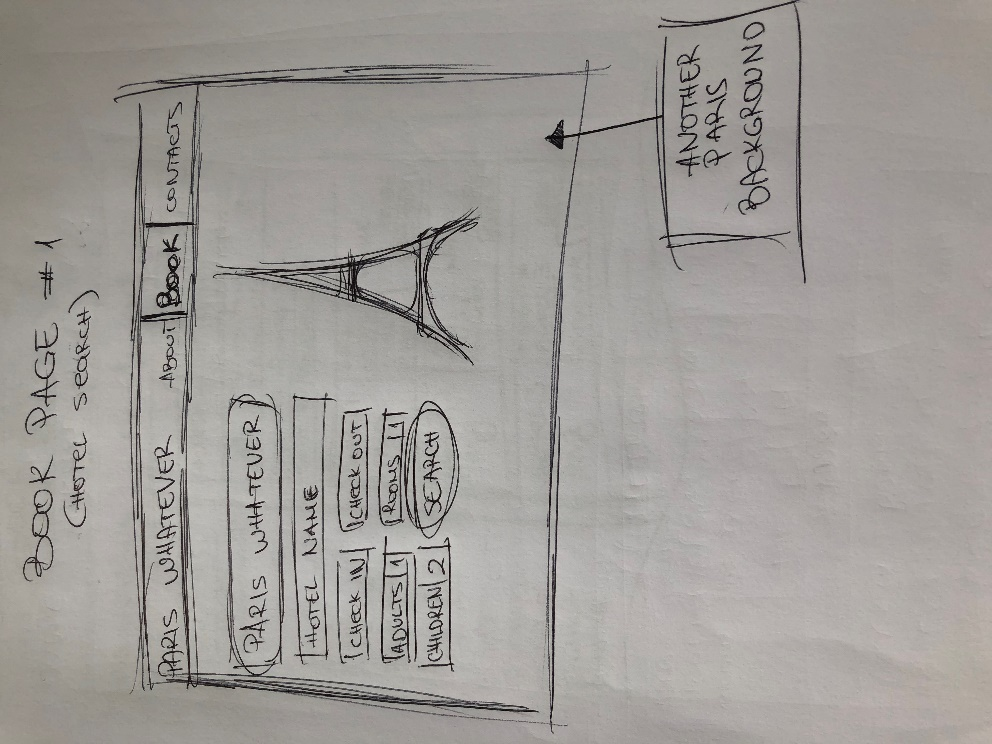 BOOK PAGE #1
(HOTEL SEARCH)
PARIS WHATEVER ABOUT BOOK CONTACTS
PARIS WHATEVER
HOTEL NAME
CHECK IN CHECK OUT
ADULTS 1 ROOMS 1
CHILDREN 2 SEARCH
ANOTHER
PARIS
BACKGROUND